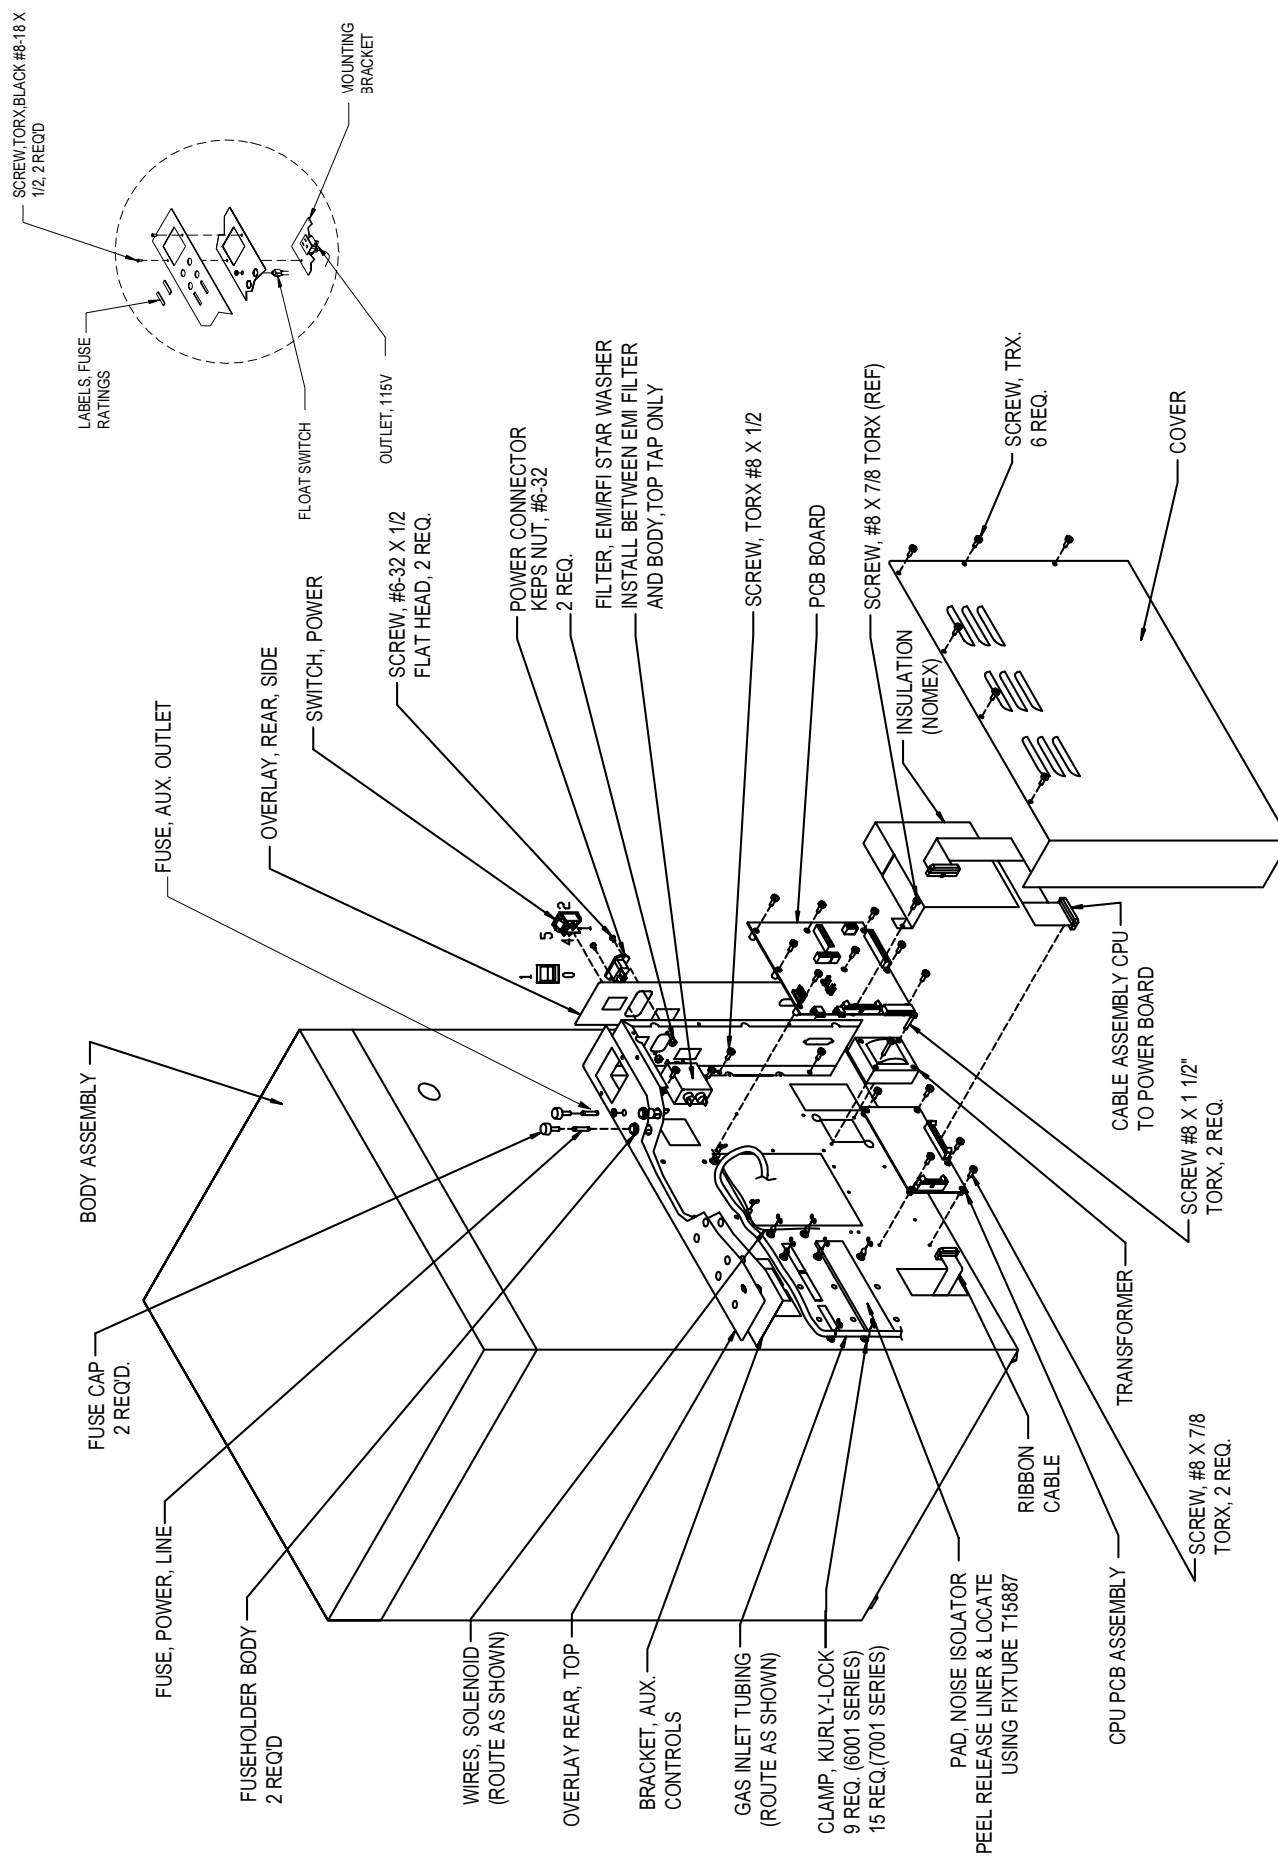 SCREW,TORX,BLACK #8-18 X
1/2, 2 REQ'D
MOUNTING
BRACKET
LABELS, FUSE
RATINGS
FLOAT SWITCH
OUTLET, 115V
BODY ASSEMBLY
FUSE, AUX. OUTLET
OVERLAY, REAR, SIDE
SWITCH, POWER
SCREW, #6-32 X 1/2
FLAT HEAD, 2 REQ.
POWER CONNECTOR
KEPS NUT, #6-32
2 REQ.
FILTER, EMI/RFI STAR WASHER
INSTALL BETWEEN EMI FILTER
AND BODY,TOP TAP ONLY
SCREW, TORX #8 X 1/2
PCB BOARD
SCREW, #8 X 7/8 TORX (REF)
INSULATION
(NOMEX)
SCREW, TRX.
6 REQ.
COVER
1
0
5
2
4
1
FUSE CAP
2 REQ'D.
FUSE, POWER, LINE
FUSEHOLDER BODY
2 REQ'D
WIRES, SOLENOID
(ROUTE AS SHOWN)
OVERLAY REAR, TOP
BRACKET, AUX.
CONTROLS
GAS INLET TUBING
(ROUTE AS SHOWN)
CLAMP, KURLY-LOCK
9 REQ. (6001 SERIES)
15 REQ.(7001 SERIES)
PAD, NOISE ISOLATOR
PEEL RELEASE LINER & LOCATE
USING FIXTURE T15887
RIBBON
CABLE
CPU PCB ASSEMBLY
SCREW, #8 X 7/8
TORX, 2 REQ.
TRANSFORMER
SCREW #8 X 1 1/2"
TORX, 2 REQ.
CABLE ASSEMBLY CPU
TO POWER BOARD